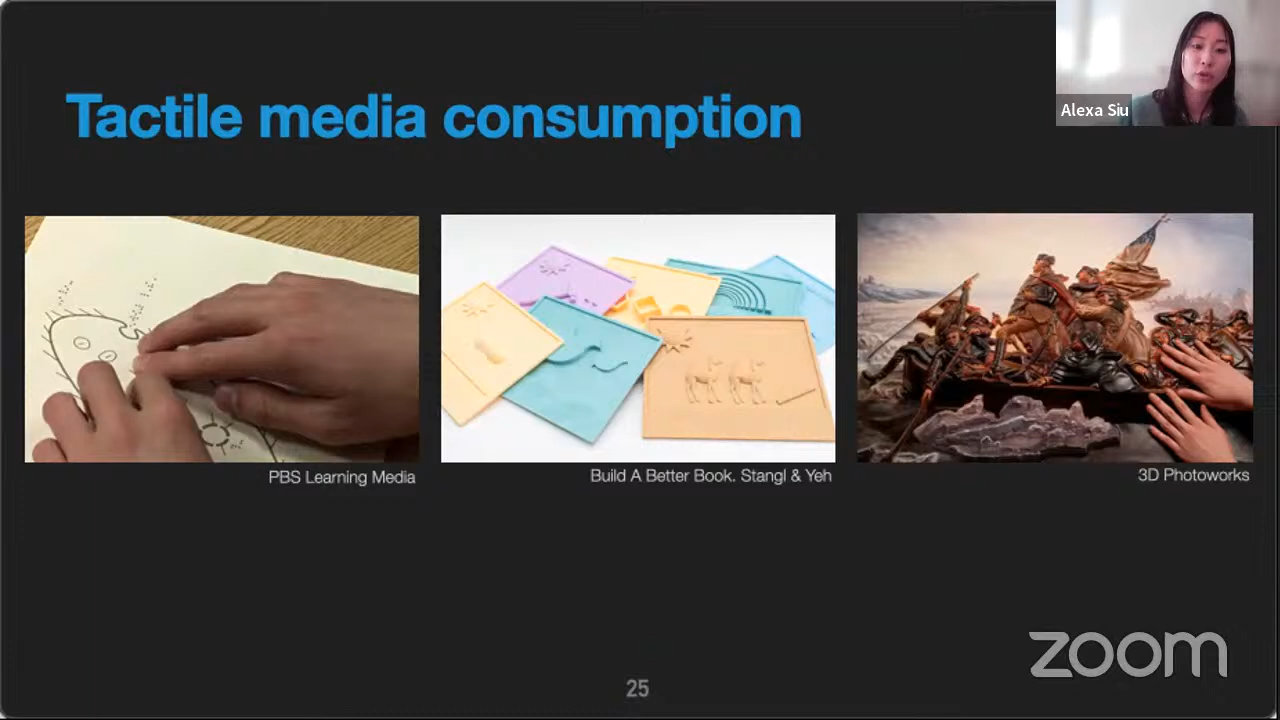 Tactile media consumption
Alexa Siu
PBS Learning Media
Build A Better Book. Stangl & Yeh
3D Photoworks
zoom
25